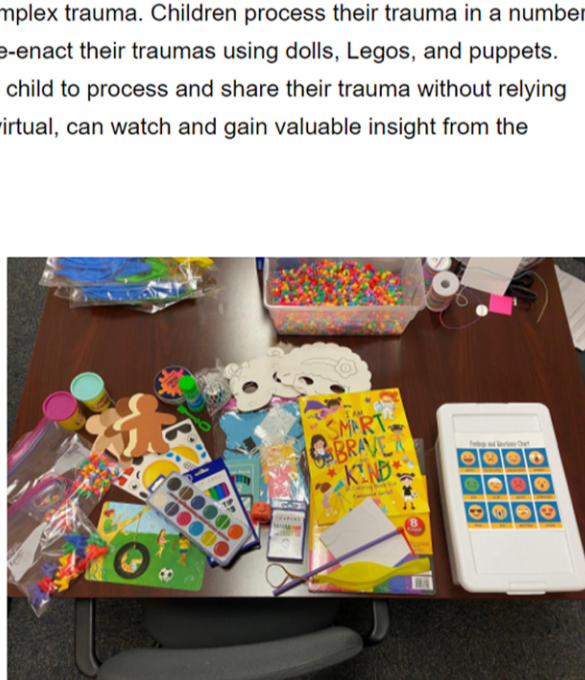 mplex trauma. Children process their trauma in a number
e-enact their traumas using dolls, Legos, and puppets.
child to process and share their trauma without relying
virtual, can watch and gain valuable insight from the
I AM
SMART
BRAVE &
KIND
8
Feelings and Emotions Chart